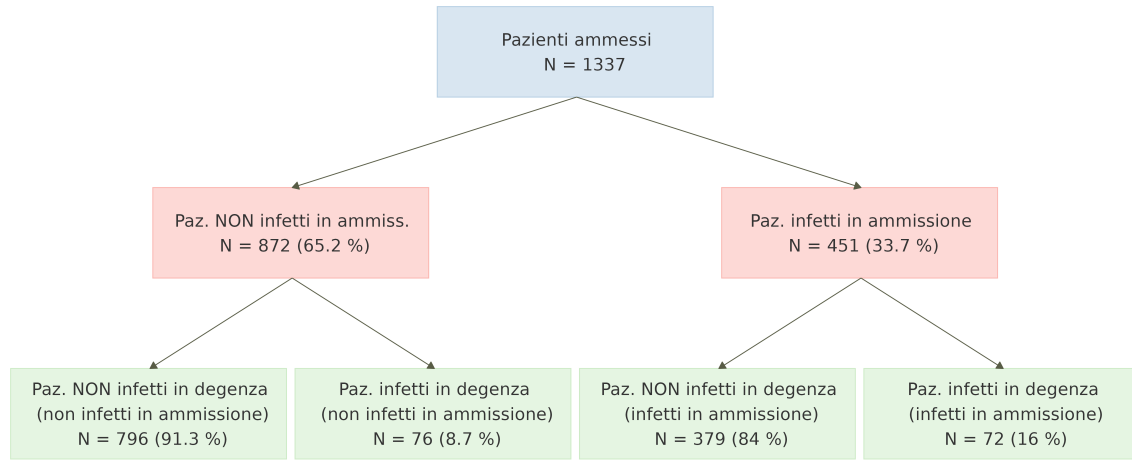 Pazienti ammessi
N = 1337
Paz. NON infetti in ammiss.
N = 872 (65.2 %)
Paz. infetti in ammissione
N = 451 (33.7 %)
Paz. NON infetti in degenza
(non infetti in ammissione)
N = 796 (91.3 %)
Paz. infetti in degenza
(non infetti in ammissione)
N = 76 (8.7 %)
Paz. NON infetti in degenza
(infetti in ammissione)
N = 379 (84 %)
Paz. infetti in degenza
(infetti in ammissione)
N = 72 (16 %)